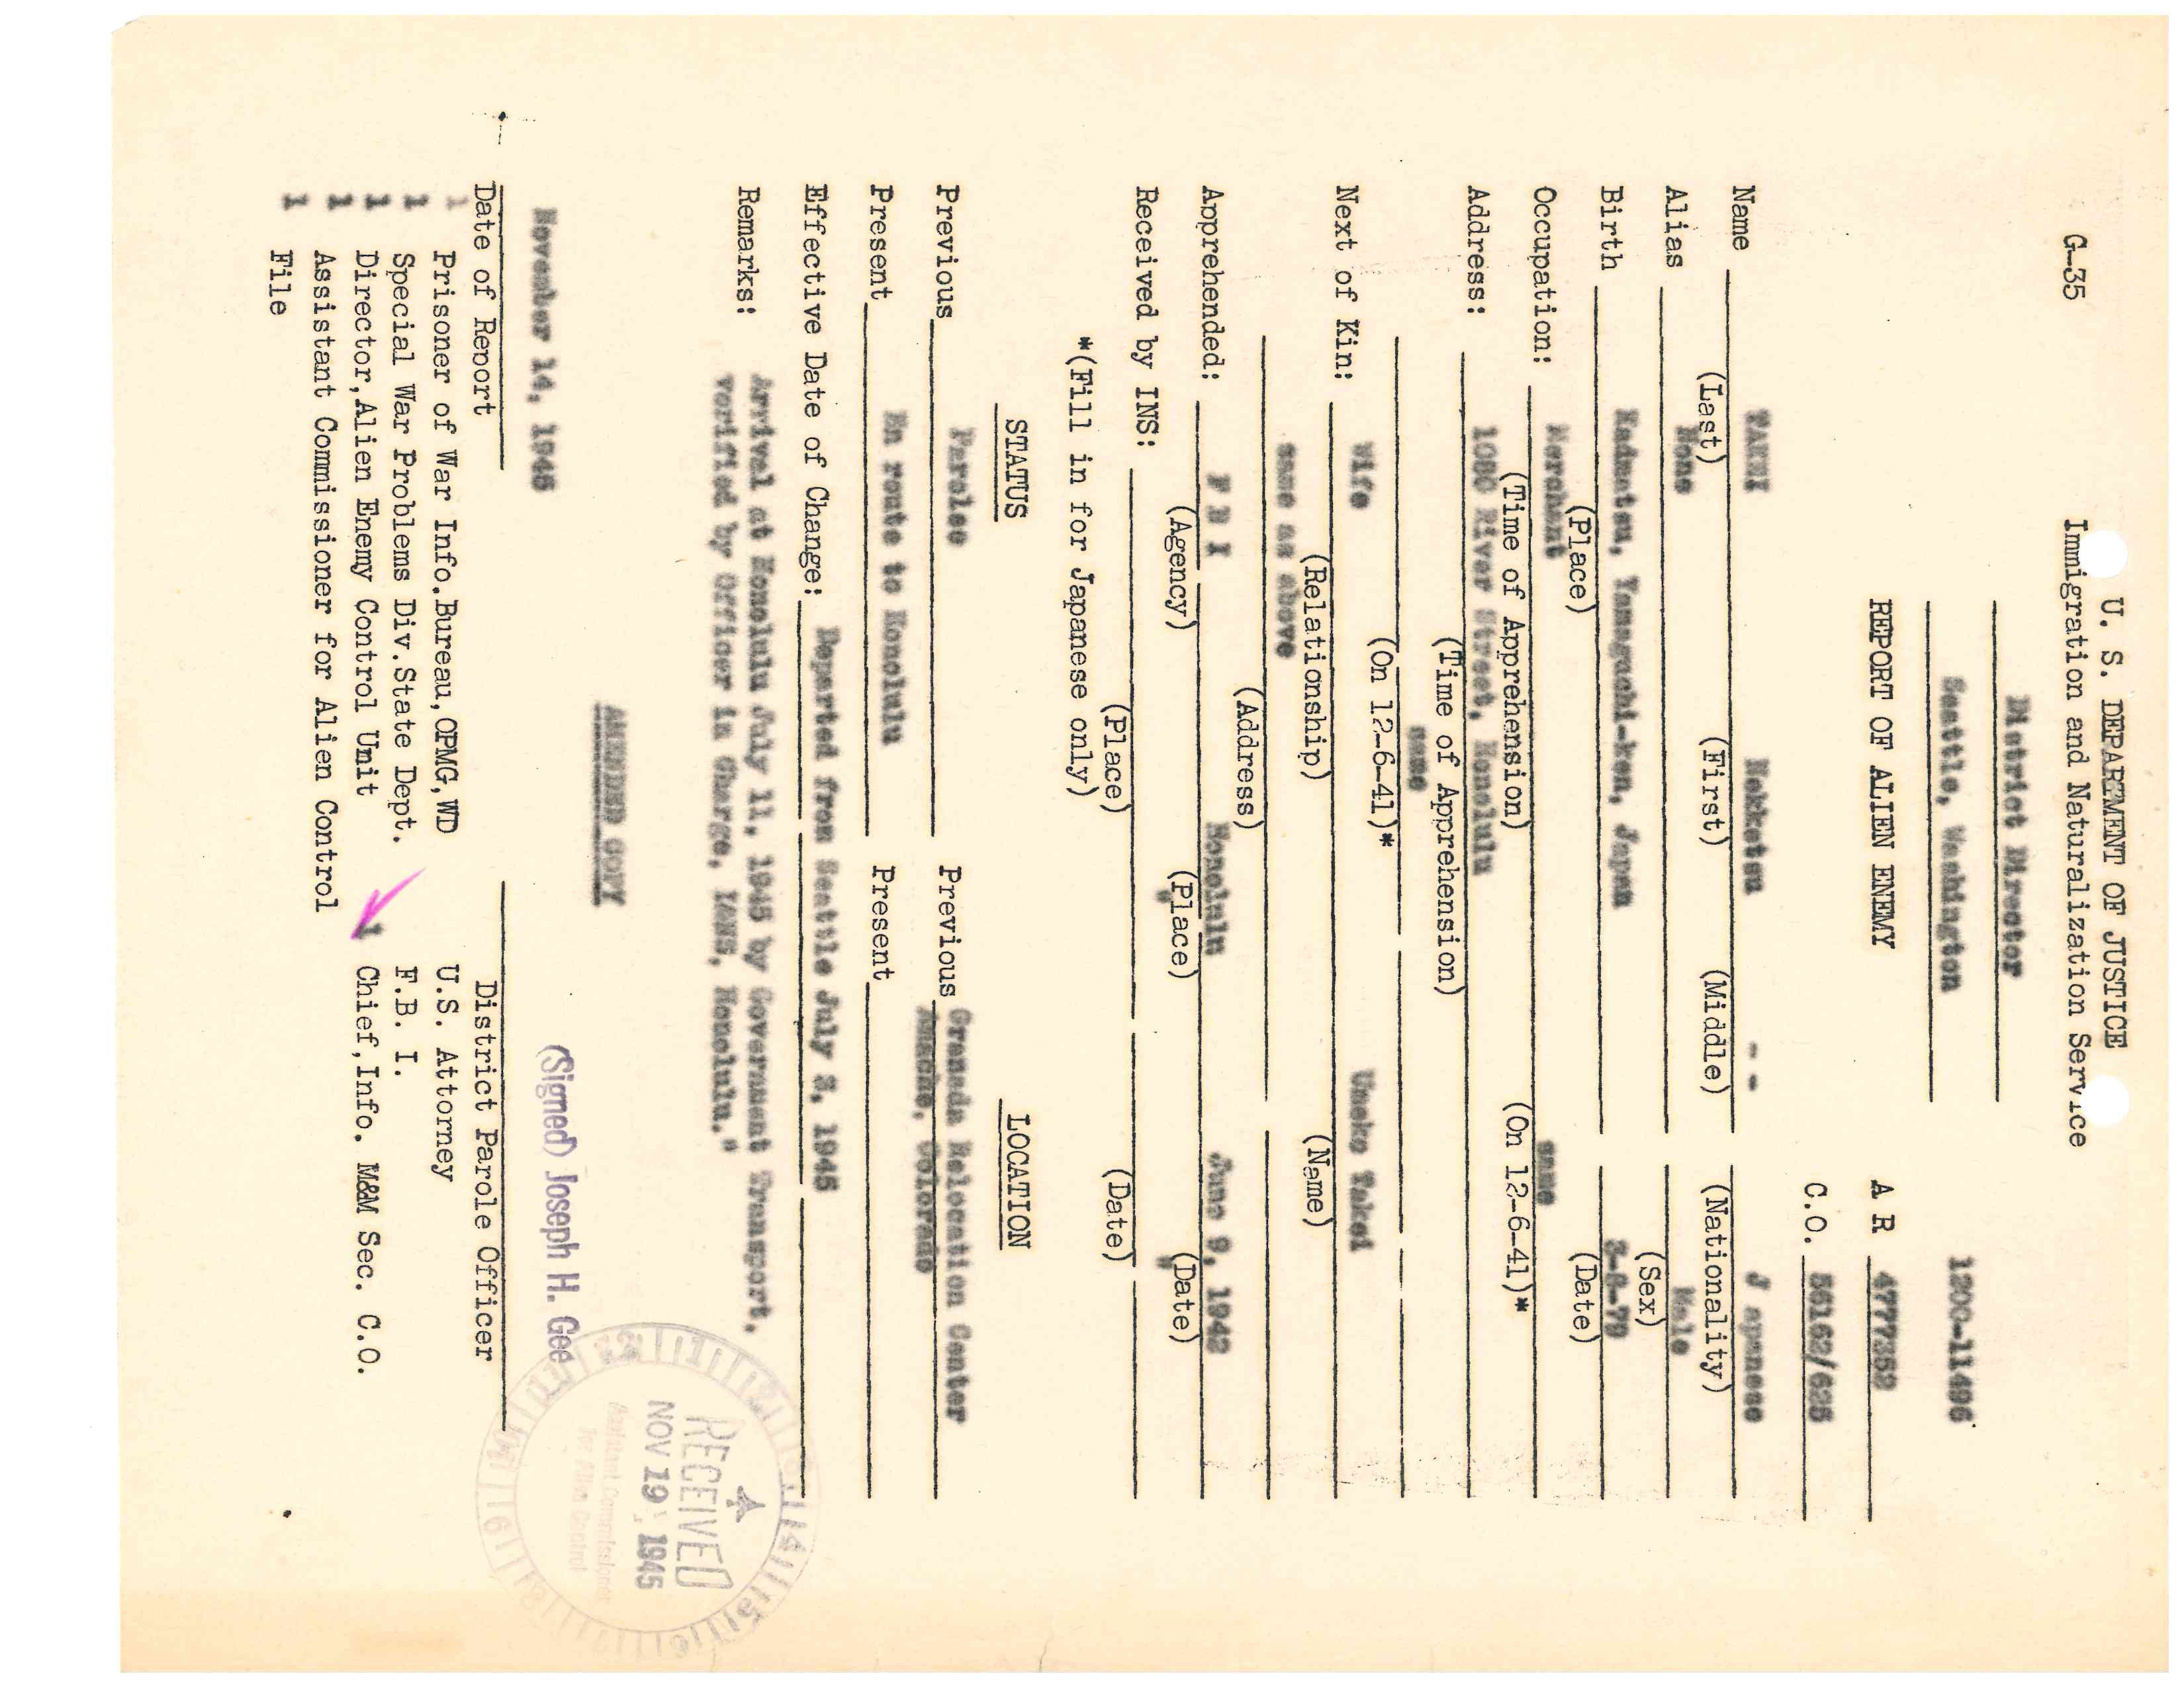 U. S. DEPARTMENT OF JUSTICE
G-35 Immigration and Naturalization Service
District Director
Seattle, Washington 1200-11496
REPORT OF ALIEN ENEMY A R 4777352
C.O. 56162/625
Name TAKEI Nekketsu - - J apanese
(Last) (First) (Middle) (Nationality)
Alias None Male
(Sex)
Birth Kadmatsu, Yamaguchi-ken, Japan 3-8-79
(Place) (Date)
Occupation: Merchant same
(Time of Apprehension) (On 12-6-41)*
Address: 1080 River Street, Honolulu
(Time of Apprehension)
same
(On 12-6-41)*
Next of Kin: Wife Umeko Takei
(Relationship) (Name)
same as above
(Address)
Apprehended: F B I Honolulu June 9, 1942
(Agency) (Place) (Date)
Received by INS: " "
(Place) (Date)
*(Fill in for Japanese only)
STATUS LOCATION
Previous Parolee Previous Granada Relocation Center
Amache, Colorado
Present En route to Honolulu Present
Effective Date of Change: Departed from Seattle July 3, 1945
Remarks: Arrival at Honolulu July 11, 1945 by Government Transport,
verified by Officer in Charge, I&NS, Honolulu."
RECEIVED
NOV 19 1945
Assistant Commissioner
for Alien Control
AMENDED COPY
November 14, 1945 (Signed) Joseph H. Gee
Date of Report District Parole Officer
1 Prisoner of War Info.Bureau,OPMG,WD U.S. Attorney
1 Special War Problems Div.State Dept. F.B. I.
1 Director,Alien Enemy Control Unit 1 Chief,Info. M&M Sec. C.O.
1 Assistant Commissioner for Alien Control
1 File